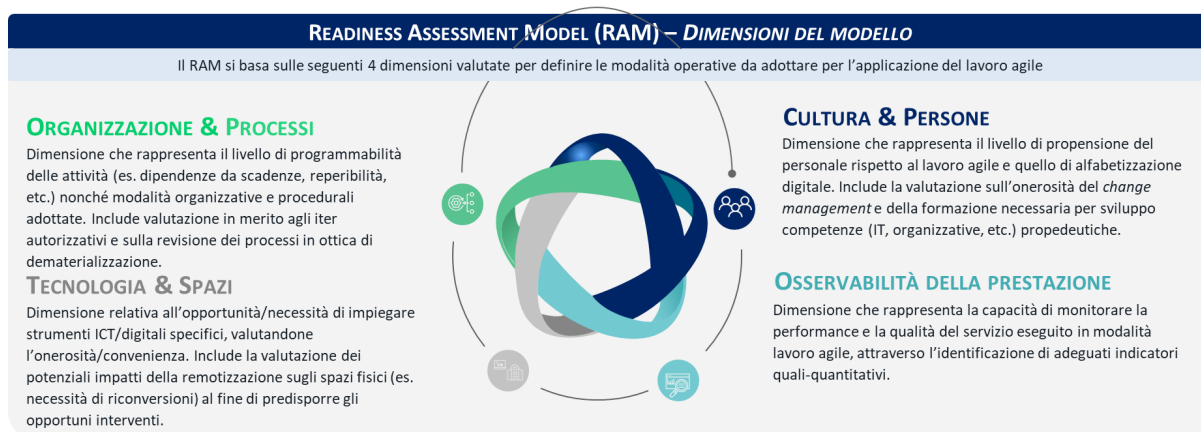 READINESS ASSESSMENT MODEL (RAM) – DIMENSIONI DEL MODELLO
Il RAM si basa sulle seguenti 4 dimensioni valutate per definire le modalità operative da adottare per l'applicazione del lavoro agile
ORGANIZZAZIONE & PROCESSI
Dimensione che rappresenta il livello di programmabilità
delle attività (es. dipendenze da scadenze, reperibilità,
etc.) nonché modalità organizzative e procedurali
adottate. Include valutazione in merito agli iter
autorizzativi e sulla revisione dei processi in ottica di
dematerializzazione.
TECNOLOGIA & SPAZI
Dimensione relativa all'opportunità/necessità di impiegare
strumenti ICT/digitali specifici, valutandone
l'onerosità/convenienza. Include la valutazione dei
potenziali impatti della remotizzazione sugli spazi fisici (es.
necessità di riconversioni) al fine di predisporre gli
opportuni interventi.
CULTURA & PERSONE
Dimensione che rappresenta il livello di propensione del
personale rispetto al lavoro agile e quello di alfabetizzazione
digitale. Include la valutazione sull'onerosità del change
management e della formazione necessaria per sviluppo
competenze (IT, organizzative, etc.) propedeutiche.
OSSERVABILITÀ DELLA PRESTAZIONE
Dimensione che rappresenta la capacità di monitorare la
performance e la qualità del servizio eseguito in modalità
lavoro agile, attraverso l'identificazione di adeguati indicatori
quali-quantitativi.